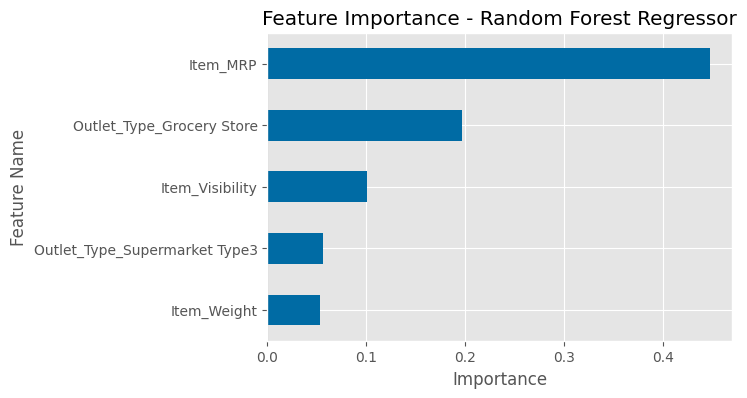 Feature Importance - Random Forest Regressor
Feature Name
Item_MRP
Outlet_Type_Grocery Store
Item_Visibility
Outlet_Type_Supermarket Type3
Item_Weight
0.0 0.1 0.2 0.3 0.4
Importance